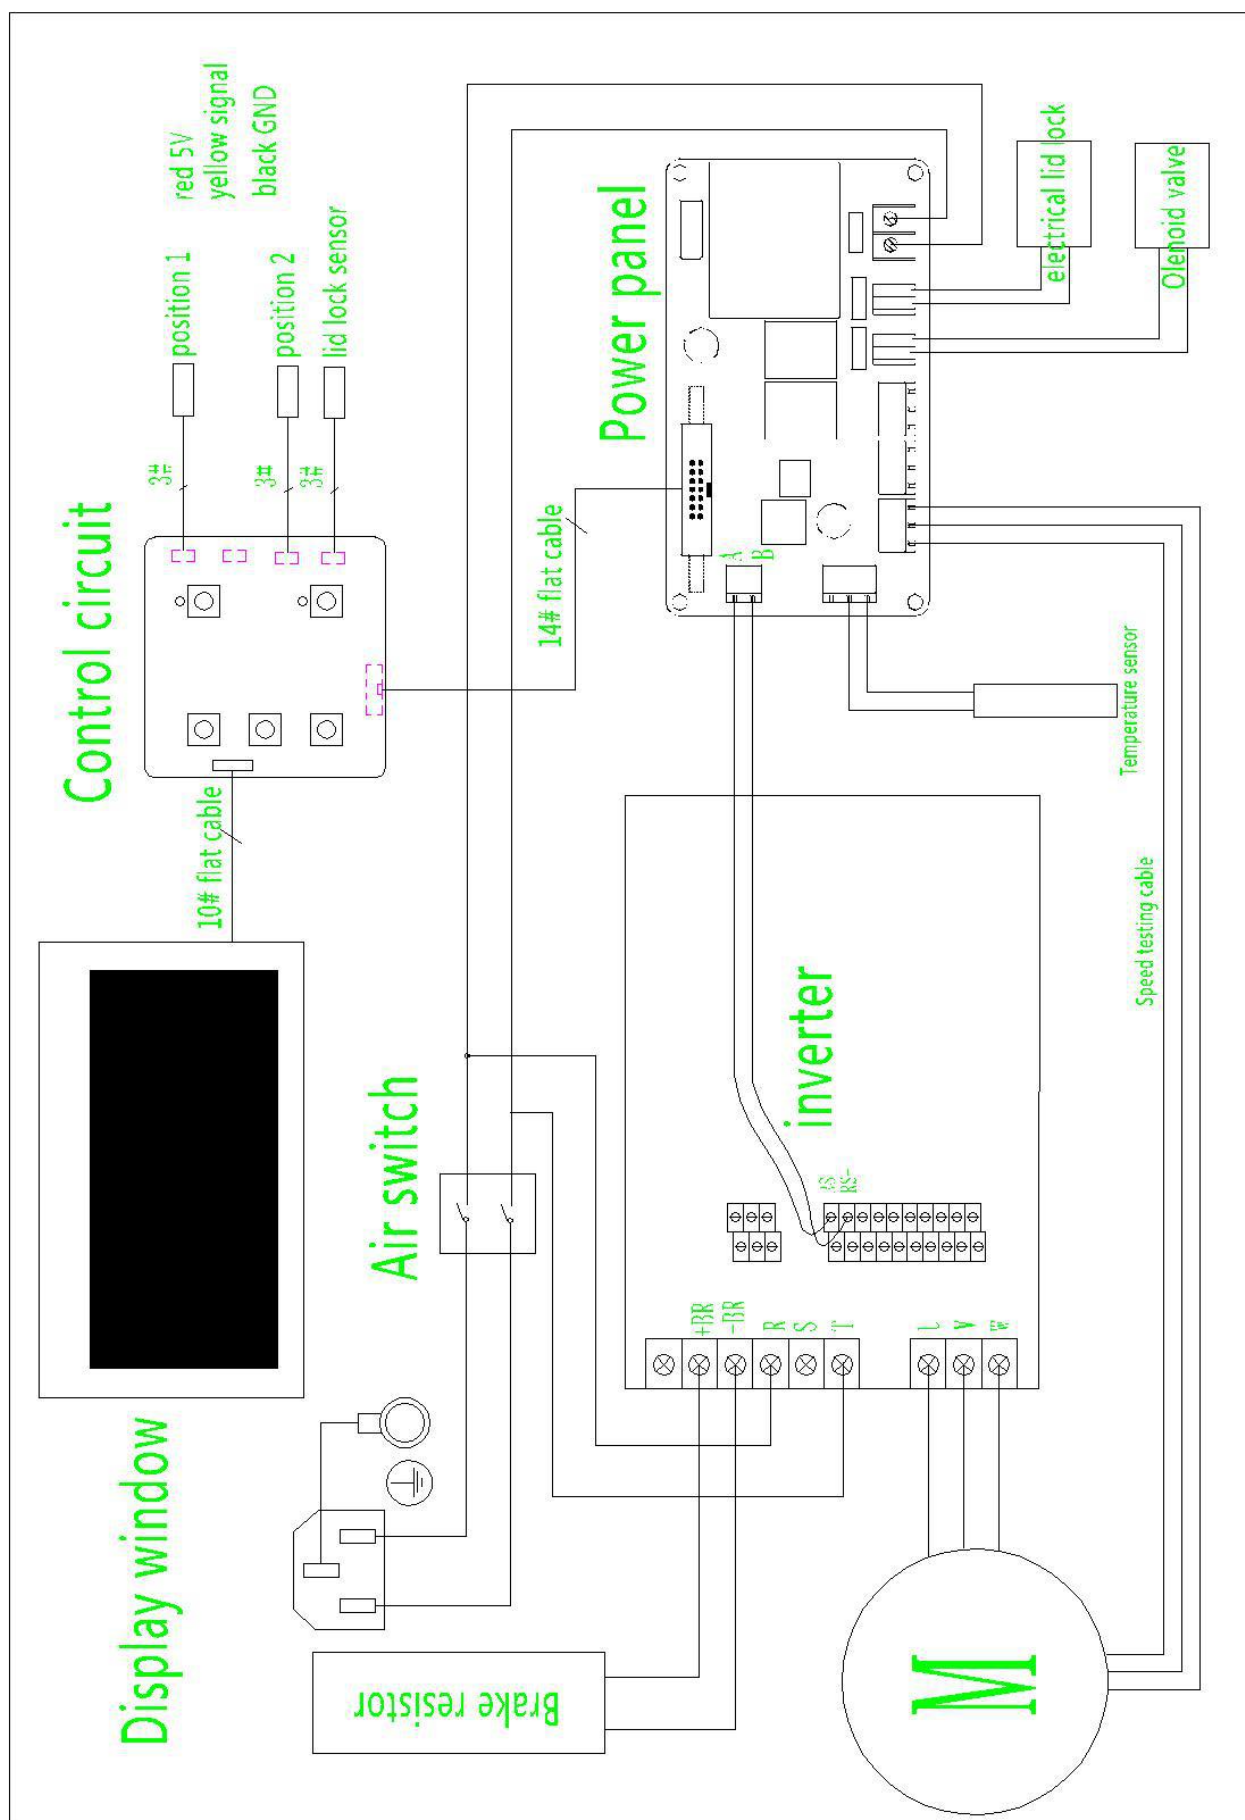 red 5V
yellow signal
black GND
position 1
position 2
lid lock sensor
3#
3#
3#
Control circuit
10# flat cable
14# flat cable
Display window
Power panel
A
B
electrical lid lock
Olenoid valve
Temperature sensor
Speed testing cable
Air switch
inverter
RS-
+BR
-BR
R
S
T
V
W
Brake resistor
M